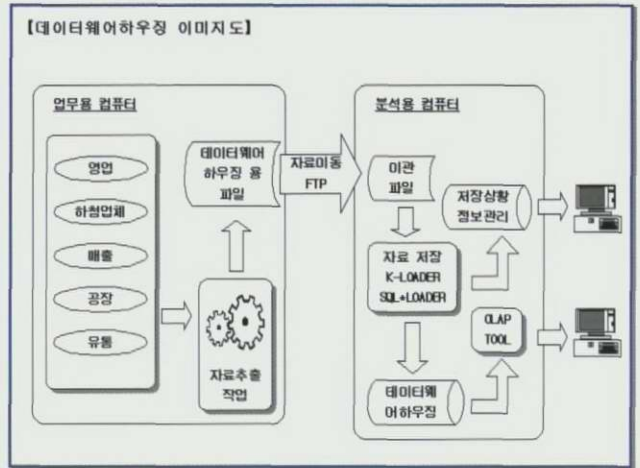 【데이터웨어하우징 이미지도】
업무용 컴퓨터
영업
하청업체
매출
공장
유통
데이터웨어
하우징 용
파일
자료추출
작업
자료이동
FTP
분석용 컴퓨터
이관
파일
자료 저장
K-LOADER
SQL*LOADER
데이터웨
어하우징
저장상황
정보관리
OLAP
TOOL